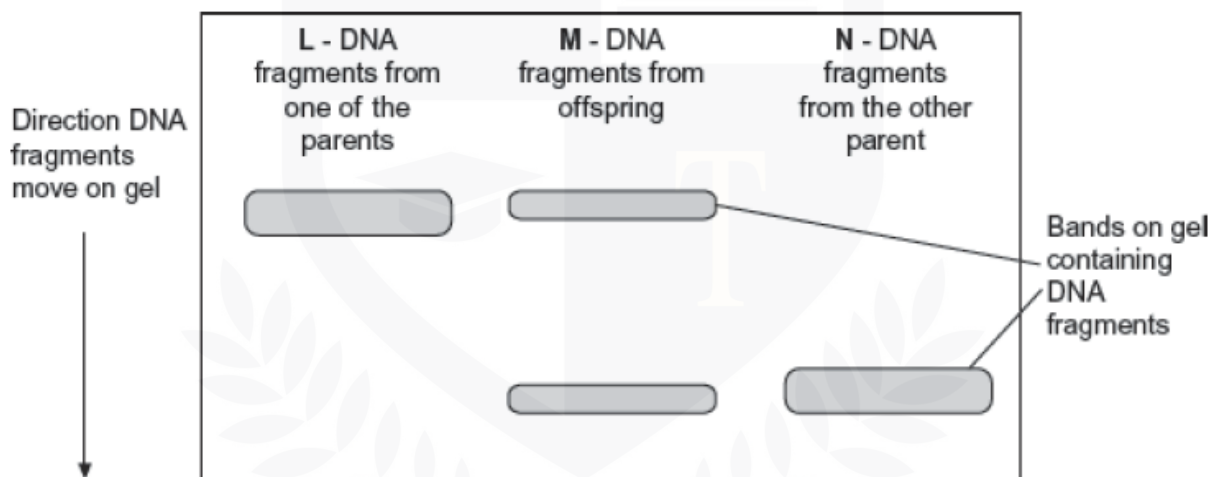 L - DNA
fragments from
one of the
parents
M - DNA
fragments from
offspring
N - DNA
fragments
from the other
parent
Direction DNA
fragments
move on gel
Bands on gel
containing
DNA
fragments
T